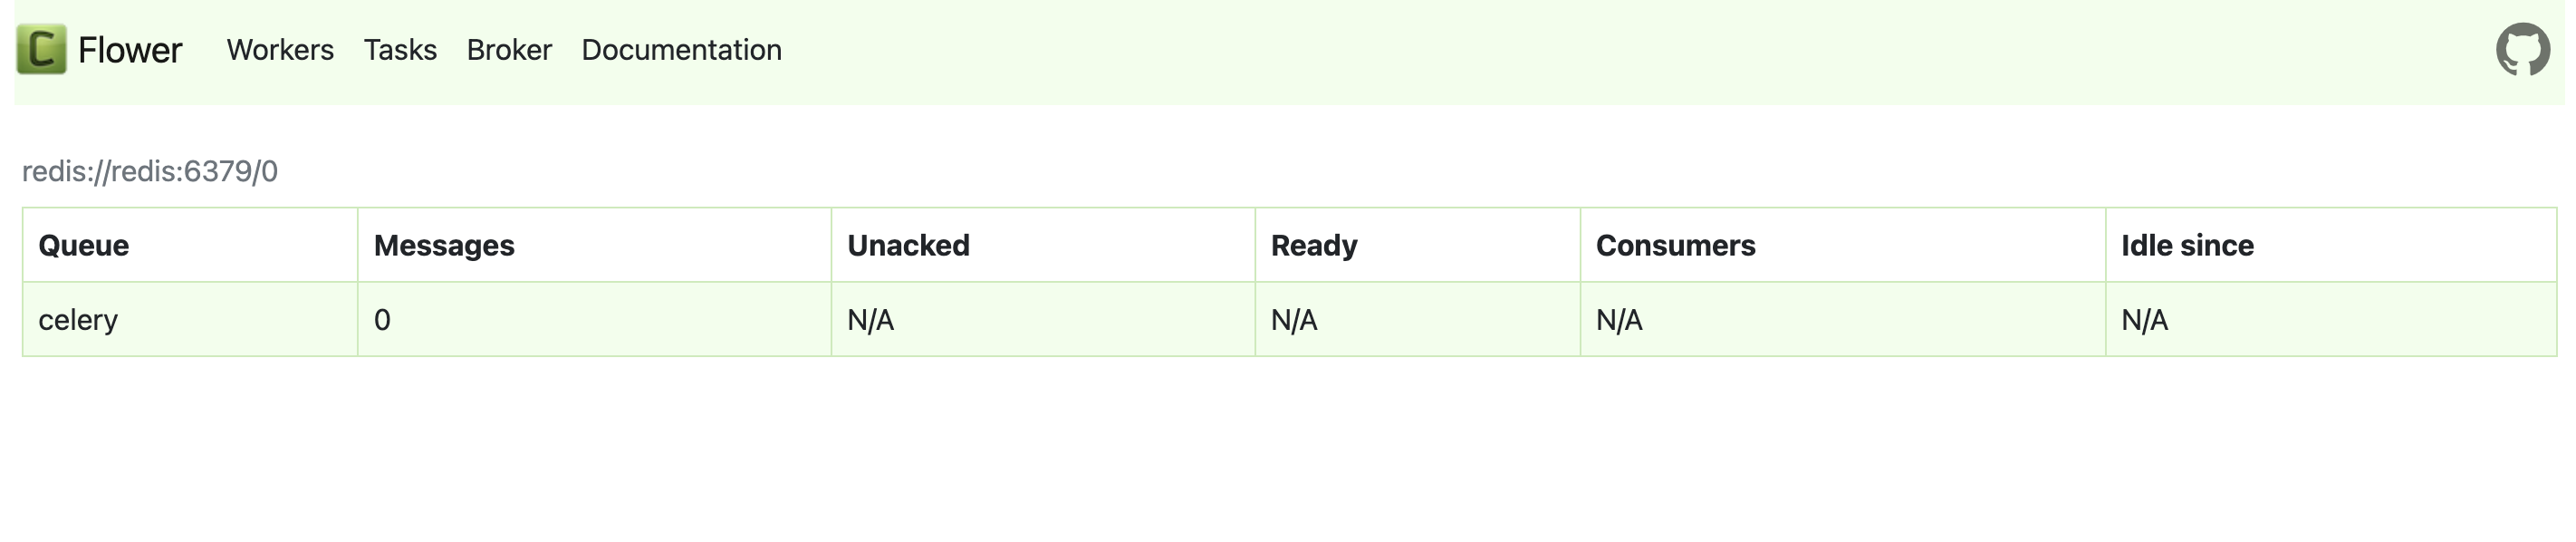 C Flower Workers Tasks Broker Documentation
redis://redis:6379/0
Queue Messages Unacked Ready Consumers Idle since
celery 0 N/A N/A N/A N/A